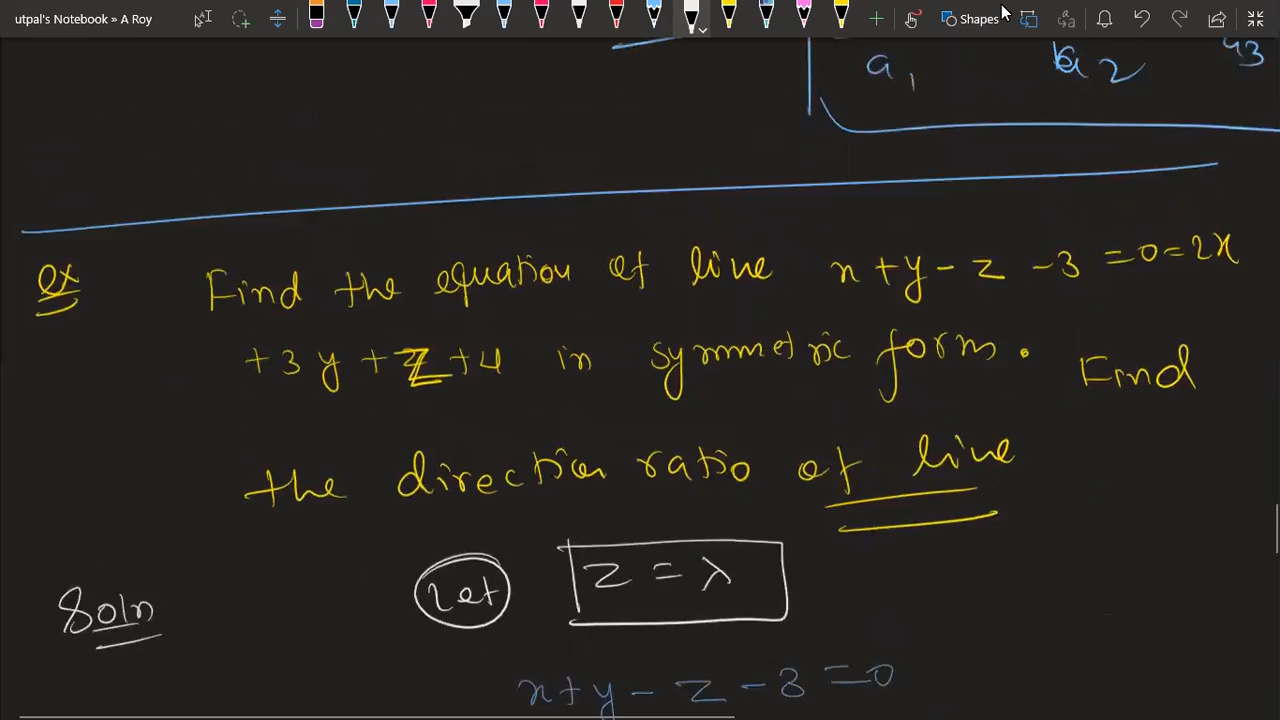 utpal's Notebook » A Roy
Shapes
a1 a2 a3
ex Find the equation of line x+y-z-3=0=2x
+3y+z+4 in symmetric form. Find
the direction ratio of line
Soln Let z=λ
x+y-z-3=0